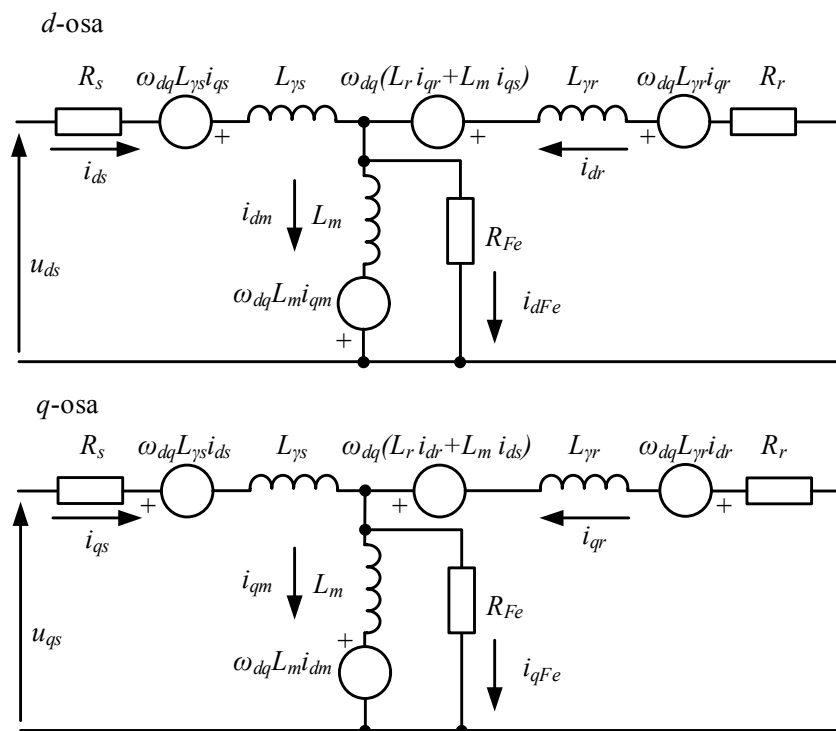 d-osa
R_s ω_dq L_γs i_qs L_γs ω_dq(L_r i_qr+L_m i_qs) L_γr ω_dq L_γr i_qr R_r
+ + +
i_ds i_dr
i_dm L_m
R_Fe
u_ds
ω_dq L_m i_qm i_dFe
+
q-osa
R_s ω_dq L_γs i_ds L_γs ω_dq(L_r i_dr+L_m i_ds) L_γr ω_dq L_γr i_dr R_r
+ + +
i_qs i_qr
i_qm L_m
R_Fe
u_qs +
ω_dq L_m i_dm i_qFe